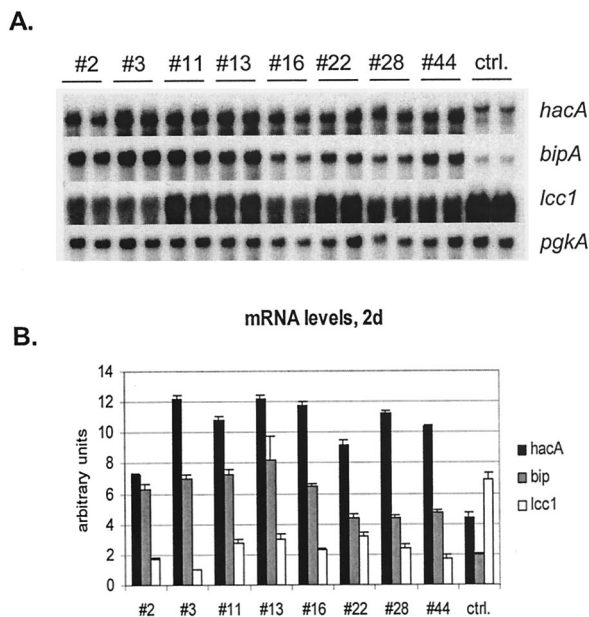 A.
#2 #3 #11 #13 #16 #22 #28 #44 ctrl.
hacA
bipA
lcc1
pgkA
mRNA levels, 2d
B.
14
12
10
8
6
4
2
0
arbitrary units
hacA
bip
lcc1
#2 #3 #11 #13 #16 #22 #28 #44 ctrl.